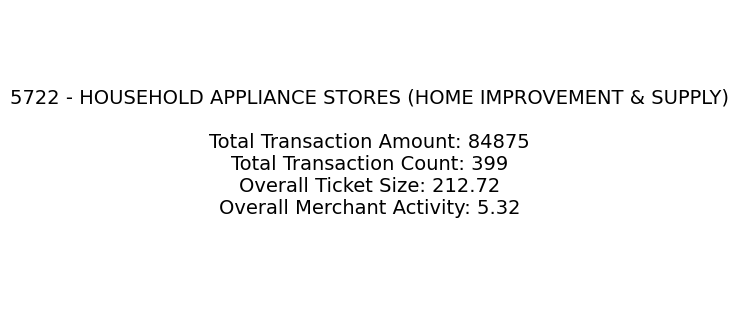 5722 - HOUSEHOLD APPLIANCE STORES (HOME IMPROVEMENT & SUPPLY)
Total Transaction Amount: 84875
Total Transaction Count: 399
Overall Ticket Size: 212.72
Overall Merchant Activity: 5.32